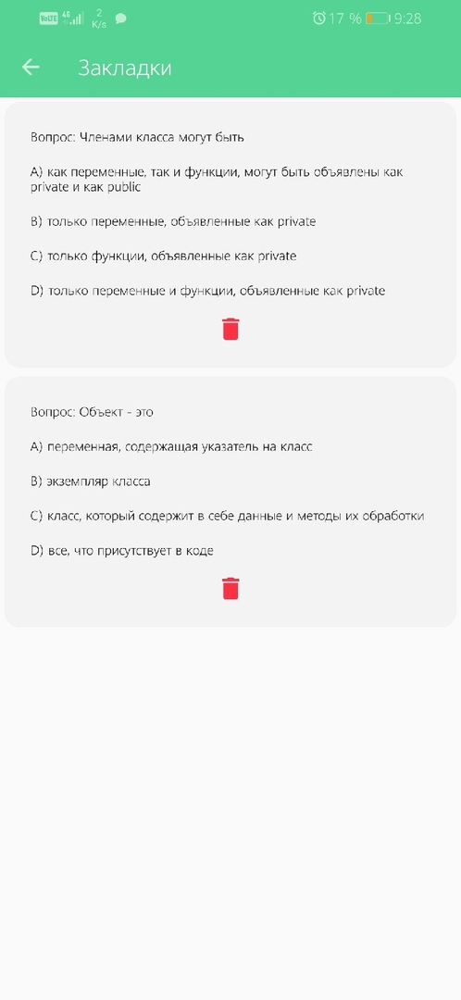 VoLTE 4G 2 K/s 17 % 9:28
Закладки
Вопрос: Членами класса могут быть
A) как переменные, так и функции, могут быть объявлены как
private и как public
B) только переменные, объявленные как private
C) только функции, объявленные как private
D) только переменные и функции, объявленные как private
Вопрос: Объект - это
A) переменная, содержащая указатель на класс
B) экземпляр класса
C) класс, который содержит в себе данные и методы их обработки
D) все, что присутствует в коде